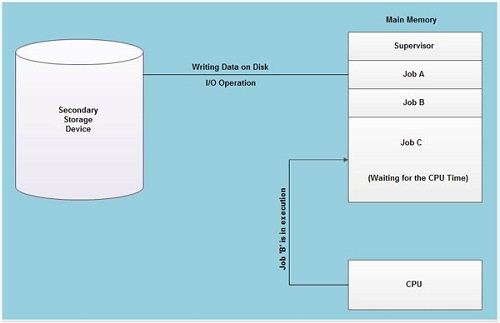 Main Memory
Supervisor
Writing Data on Disk
Job A
I/O Operation
Job B
Secondary
Storage
Device
Job C
(Waiting for the CPU Time)
Job 'B' is in execution
CPU